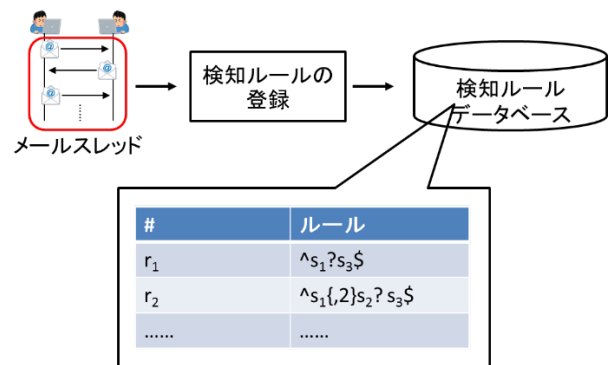 検知ルールの
登録
検知ルール
データベース
メールスレッド
# ルール
r₁ ^s₁?s₃$
r₂ ^s₁{,2}s₂? s₃$
...... ......